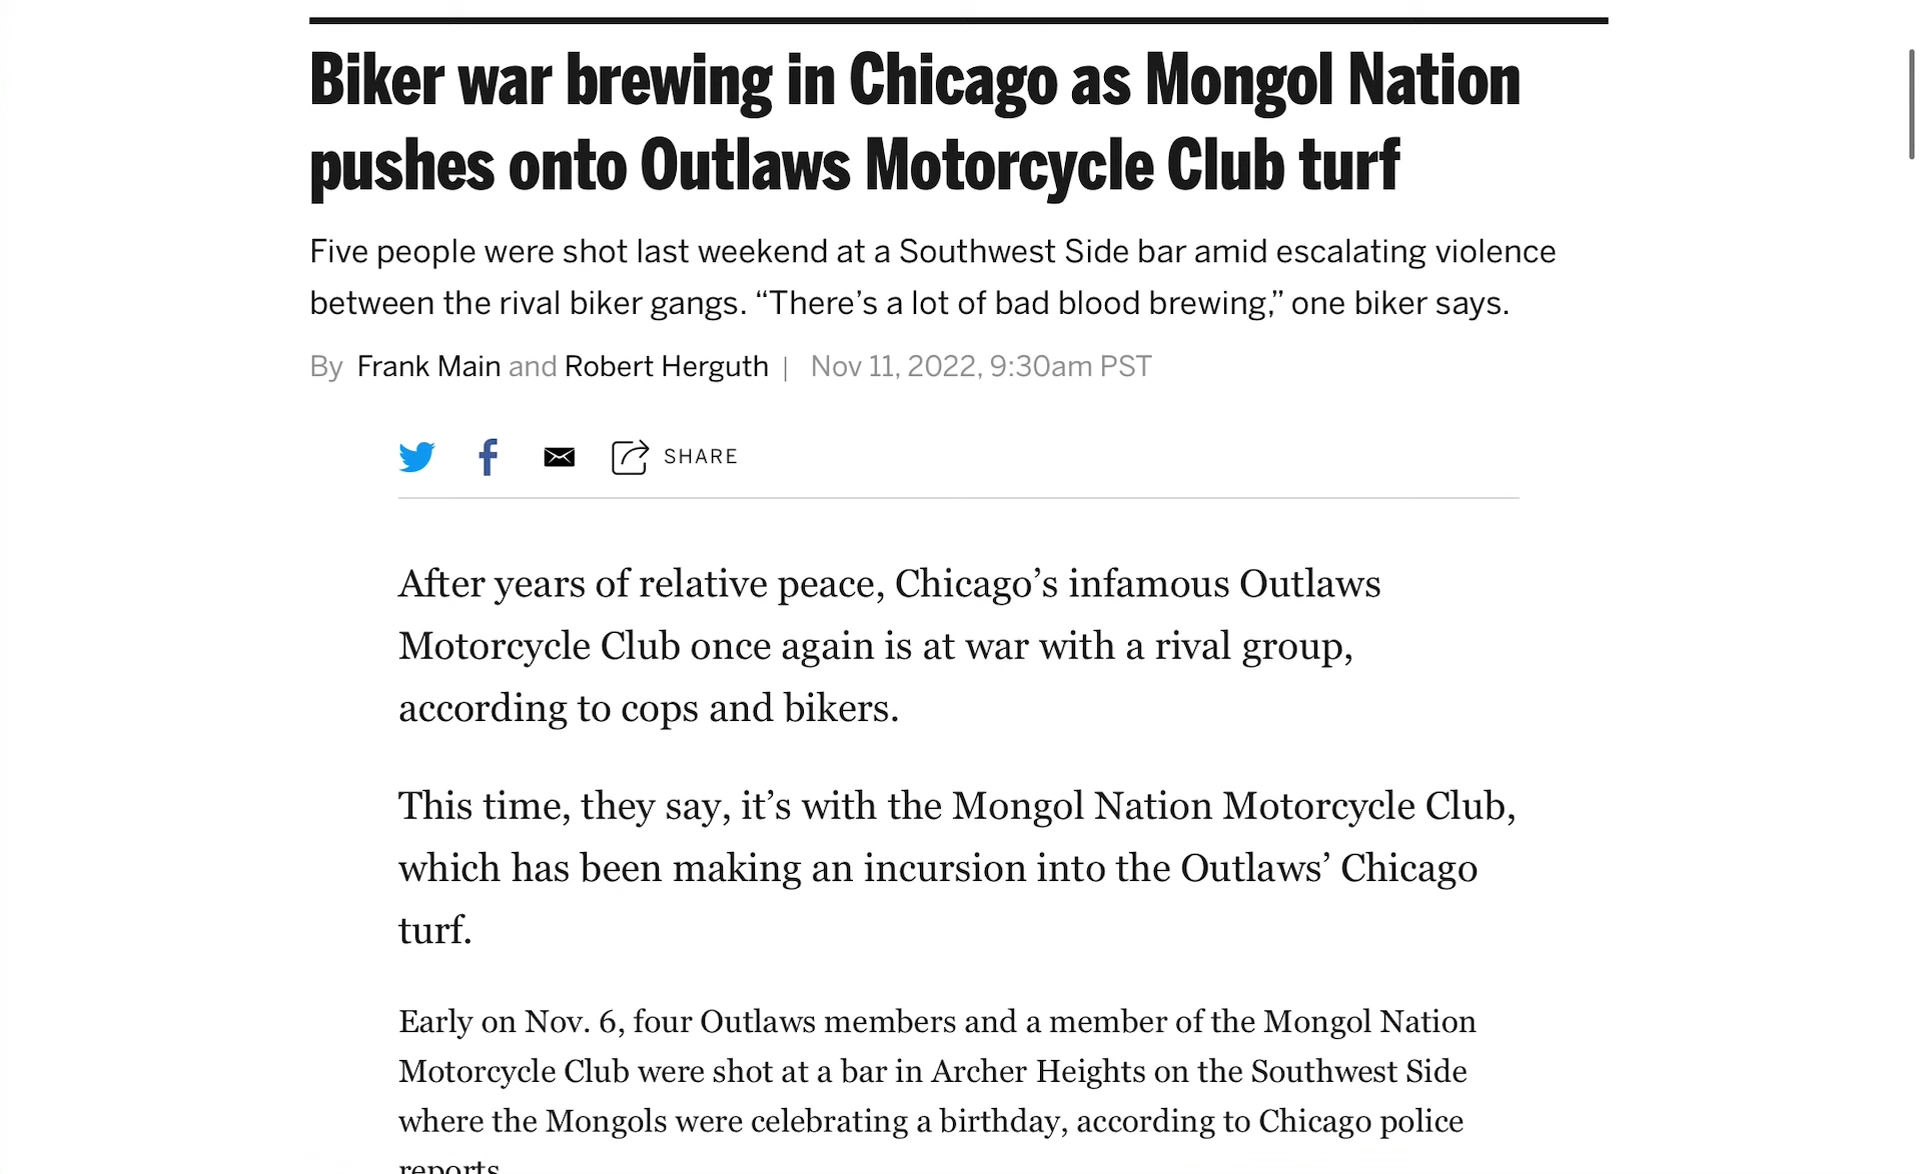 Biker war brewing in Chicago as Mongol Nation
pushes onto Outlaws Motorcycle Club turf
Five people were shot last weekend at a Southwest Side bar amid escalating violence
between the rival biker gangs. “There’s a lot of bad blood brewing,” one biker says.
By Frank Main and Robert Herguth | Nov 11, 2022, 9:30am PST
SHARE
After years of relative peace, Chicago’s infamous Outlaws
Motorcycle Club once again is at war with a rival group,
according to cops and bikers.
This time, they say, it’s with the Mongol Nation Motorcycle Club,
which has been making an incursion into the Outlaws’ Chicago
turf.
Early on Nov. 6, four Outlaws members and a member of the Mongol Nation
Motorcycle Club were shot at a bar in Archer Heights on the Southwest Side
where the Mongols were celebrating a birthday, according to Chicago police
reports.